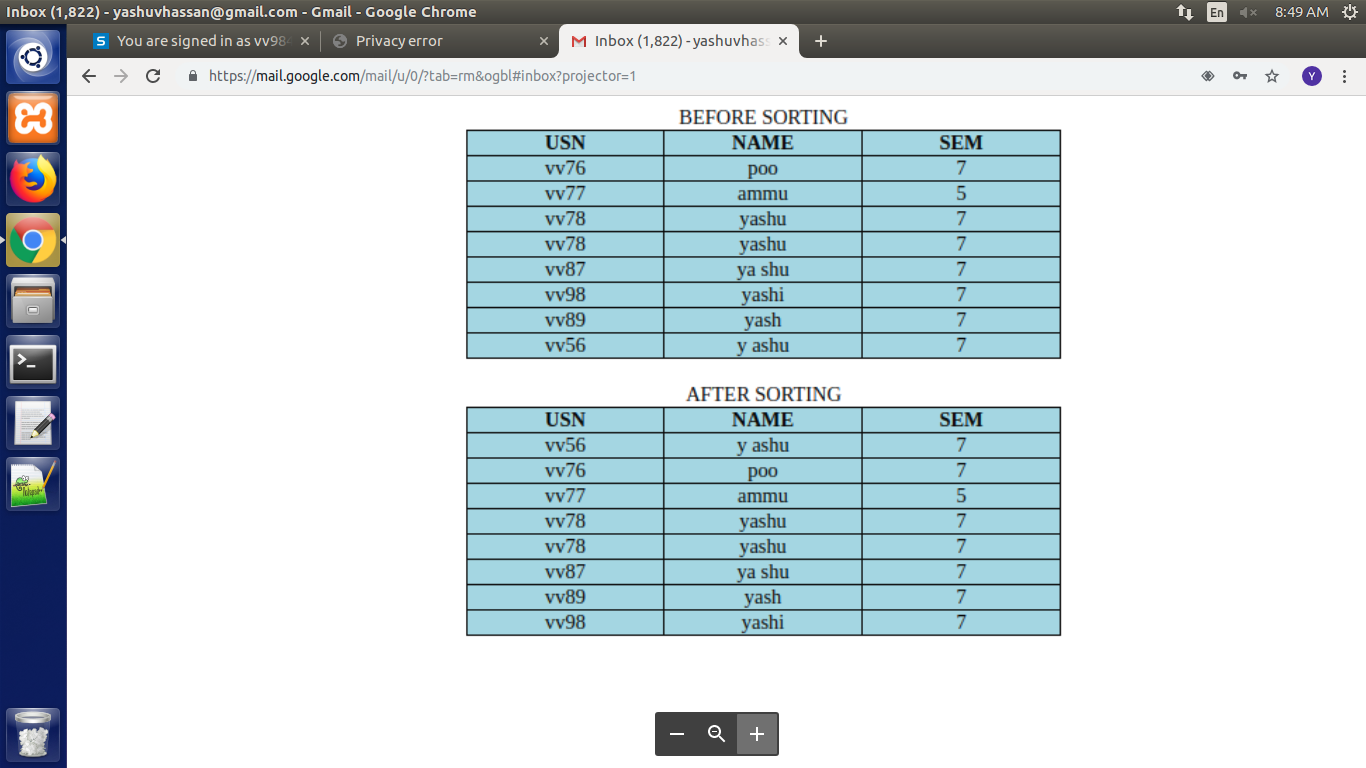 Inbox (1,822) - yashuvhassan@gmail.com - Gmail - Google Chrome En 8:49 AM
S You are signed in as vv984 Privacy error Inbox (1,822) - yashuvhass
https://mail.google.com/mail/u/0/?tab=rm&ogbl#inbox?projector=1 Y
BEFORE SORTING
USN NAME SEM
vv76 poo 7
vv77 ammu 5
vv78 yashu 7
vv78 yashu 7
vv87 ya shu 7
vv98 yashi 7
vv89 yash 7
vv56 y ashu 7
AFTER SORTING
USN NAME SEM
vv56 y ashu 7
vv76 poo 7
vv77 ammu 5
vv78 yashu 7
vv78 yashu 7
vv87 ya shu 7
vv89 yash 7
vv98 yashi 7